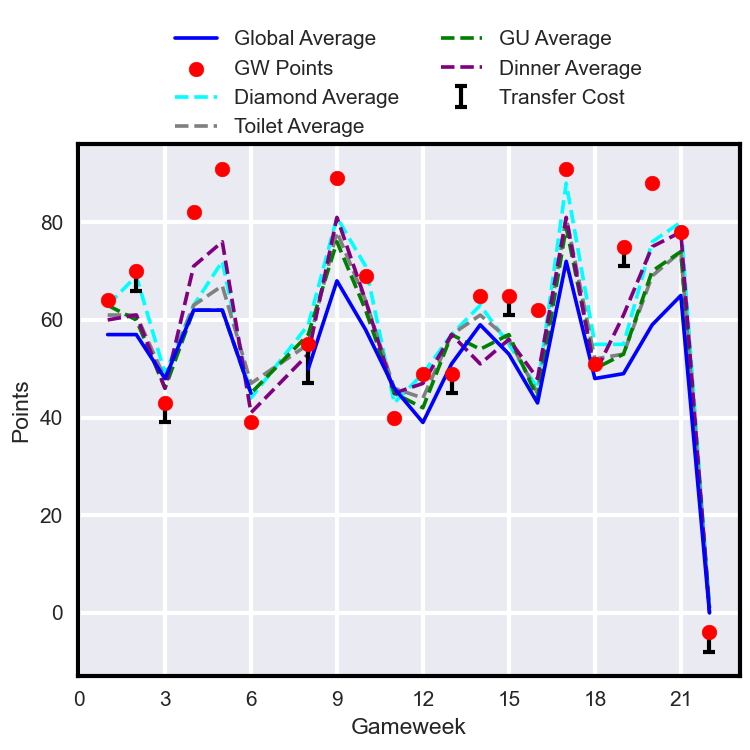 Global Average
GW Points
Diamond Average
Toilet Average
GU Average
Dinner Average
Transfer Cost
80
60
40
20
0
Points
0 3 6 9 12 15 18 21
Gameweek